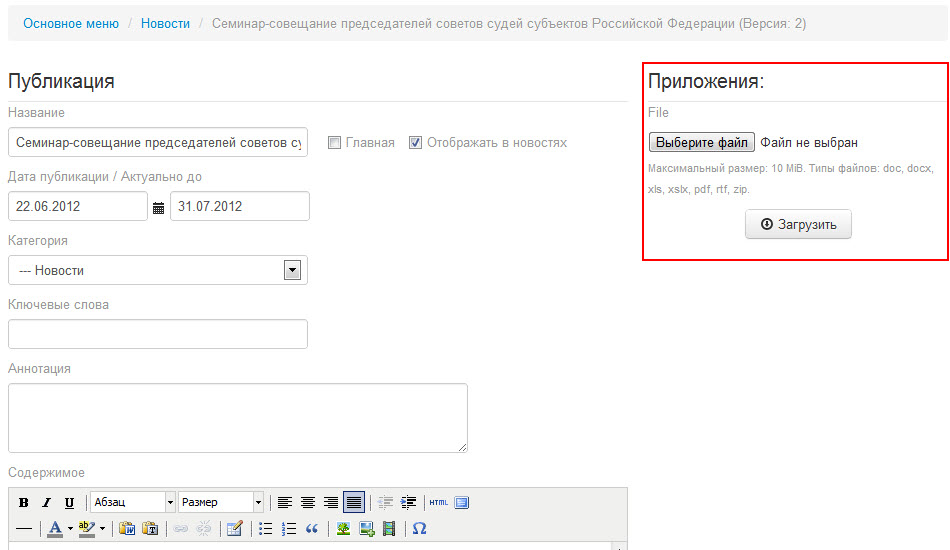 Основное меню / Новости / Семинар-совещание председателей советов судей субъектов Российской Федерации (Версия: 2)
Публикация
Название
Семинар-совещание председателей советов су
Главная
Отображать в новостях
Дата публикации / Актуально до
22.06.2012
31.07.2012
Категория
--- Новости
Ключевые слова
Аннотация
Содержимое
B I U Абзац Размер HTML
A ab Ω
Приложения:
File
Выберите файл Файл не выбран
Максимальный размер: 10 MiB. Типы файлов: doc, docx,
xls, xslx, pdf, rtf, zip.
Загрузить